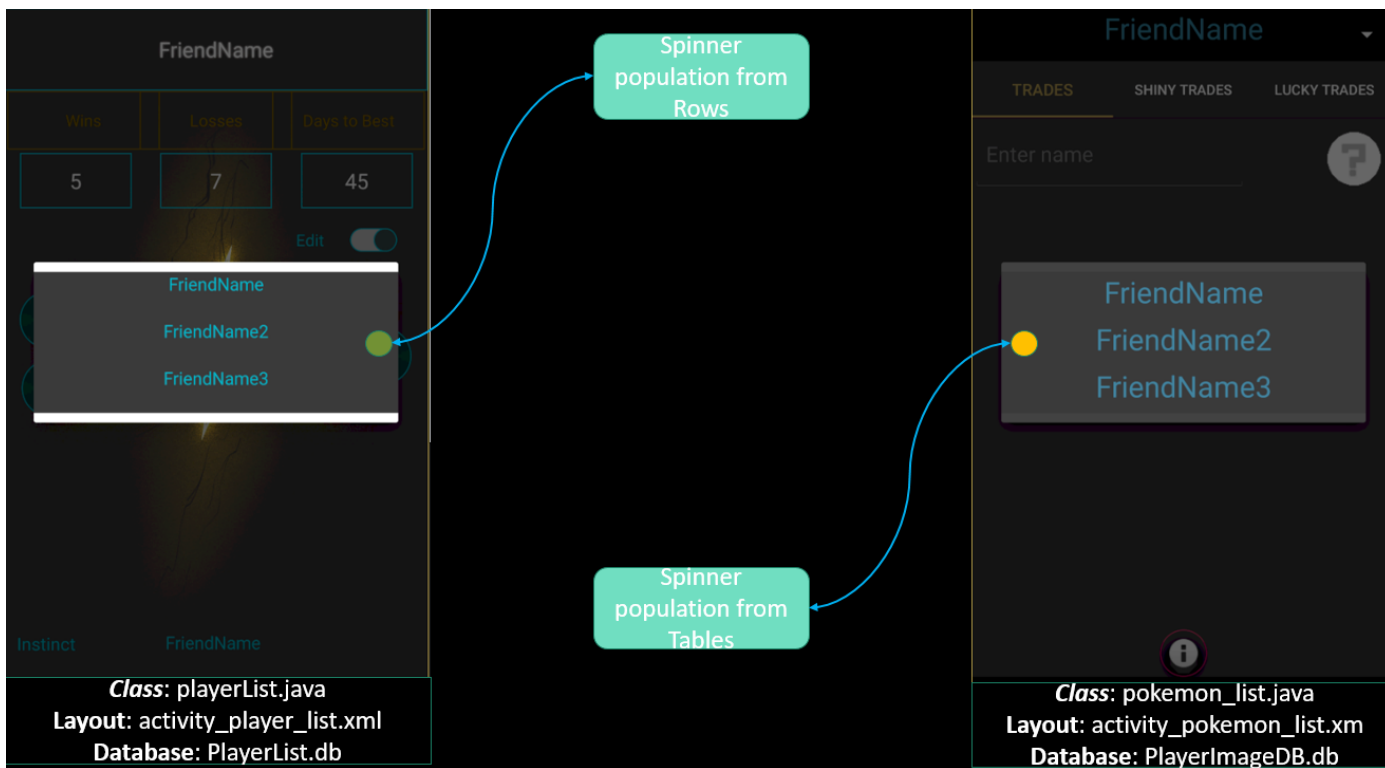 FriendName
Wins Losses Days to Best
5 7 45
Edit
FriendName
FriendName2
FriendName3
Instinct FriendName
Class: playerList.java
Layout: activity_player_list.xml
Database: PlayerList.db
Spinner
population from
Rows
Spinner
population from
Tables
FriendName
TRADES SHINY TRADES LUCKY TRADES
Enter name
?
FriendName
FriendName2
FriendName3
i
Class: pokemon_list.java
Layout: activity_pokemon_list.xm
Database: PlayerImageDB.db